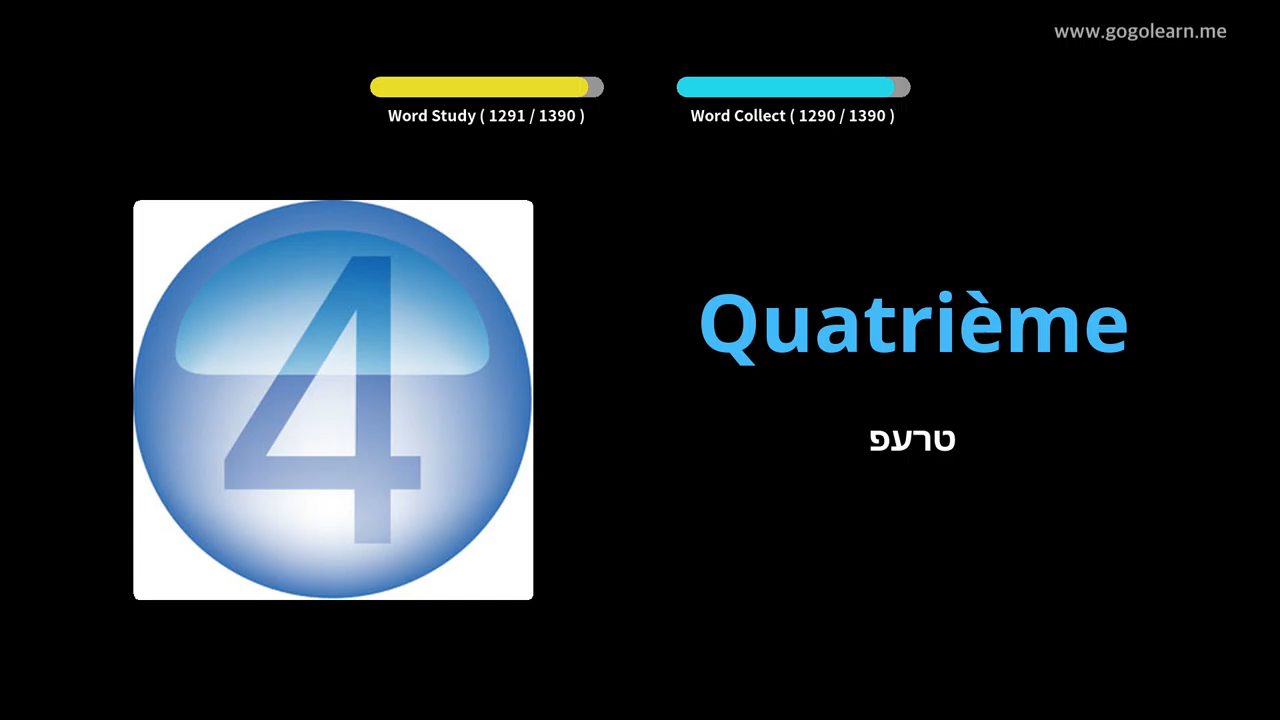 www.gogolearn.me
Word Study ( 1291 / 1390 )
Word Collect ( 1290 / 1390 )
4
Quatrième
טרעפ